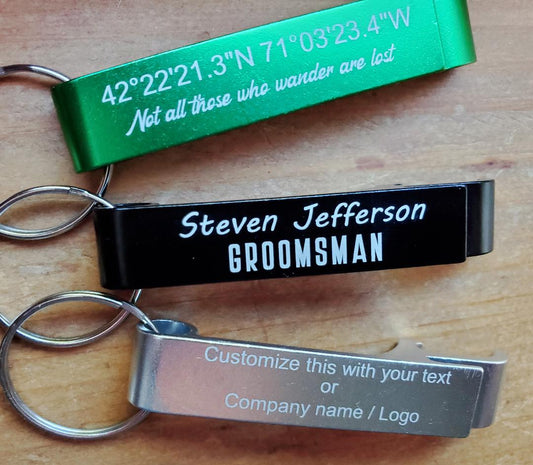 42°22'21.3"N 71°03'23.4"W
Not all those who wander are lost
Steven Jefferson
GROOMSMAN
Customize this with your text
or
Company name / Logo